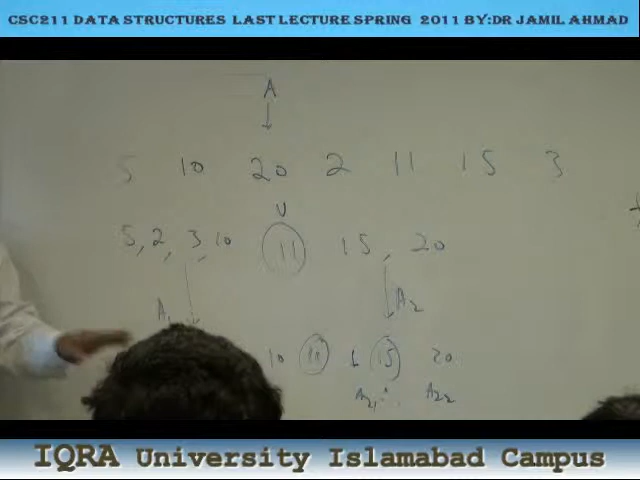 CSC211 DATA STRUCTURES LAST LECTURE SPRING 2011 BY:DR JAMIL AHMAD
A
5 10 20 2 11 15 3
V
5, 2, 3, 10 11 15, 20
A1 A2
10 11 15 20
A21 A22
IQRA University Islamabad Campus